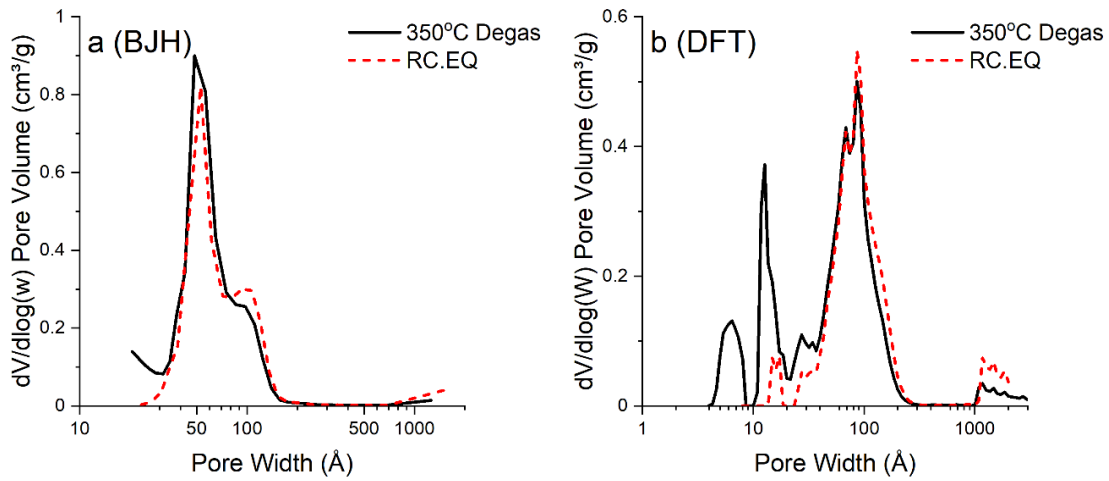 a (BJH)
350°C Degas
RC.EQ
dV/dlog(w) Pore Volume (cm³/g)
1
0.8
0.6
0.4
0.2
0
10
50
100
500
1000
Pore Width (Å)
b (DFT)
350°C Degas
RC.EQ
dV/dlog(W) Pore Volume (cm³/g)
0.6
0.4
0.2
0
1
10
100
1000
Pore Width (Å)